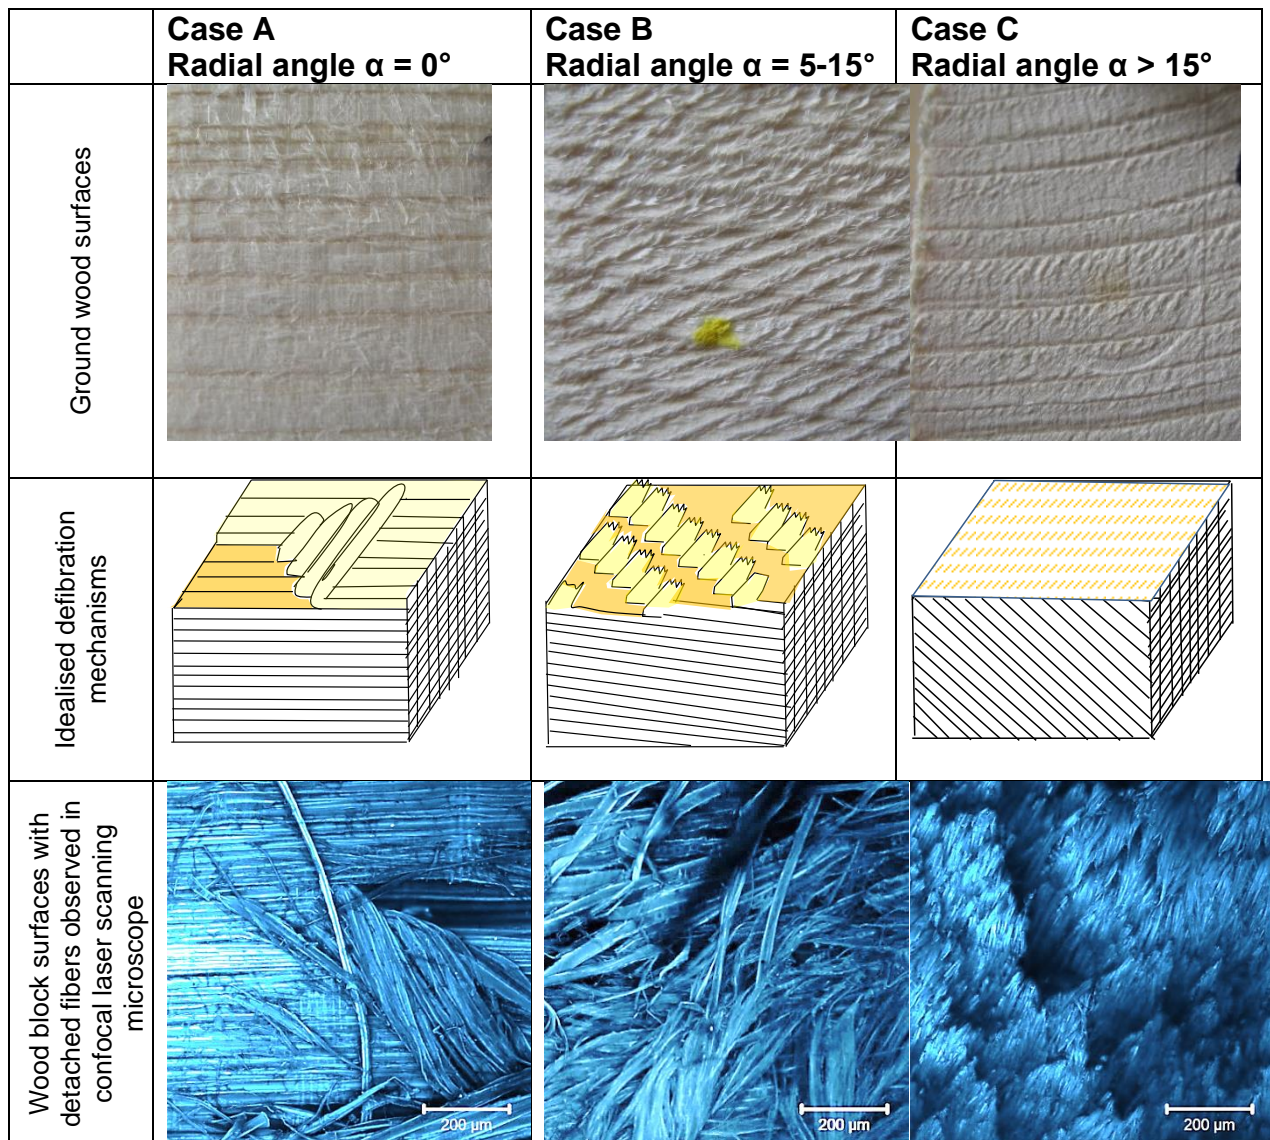 Case A
Radial angle α = 0°
Case B
Radial angle α = 5-15°
Case C
Radial angle α > 15°
Ground wood surfaces
Idealised defibration
mechanisms
Wood block surfaces with
detached fibers observed in
confocal laser scanning
microscope
200 µm
200 µm
200 µm